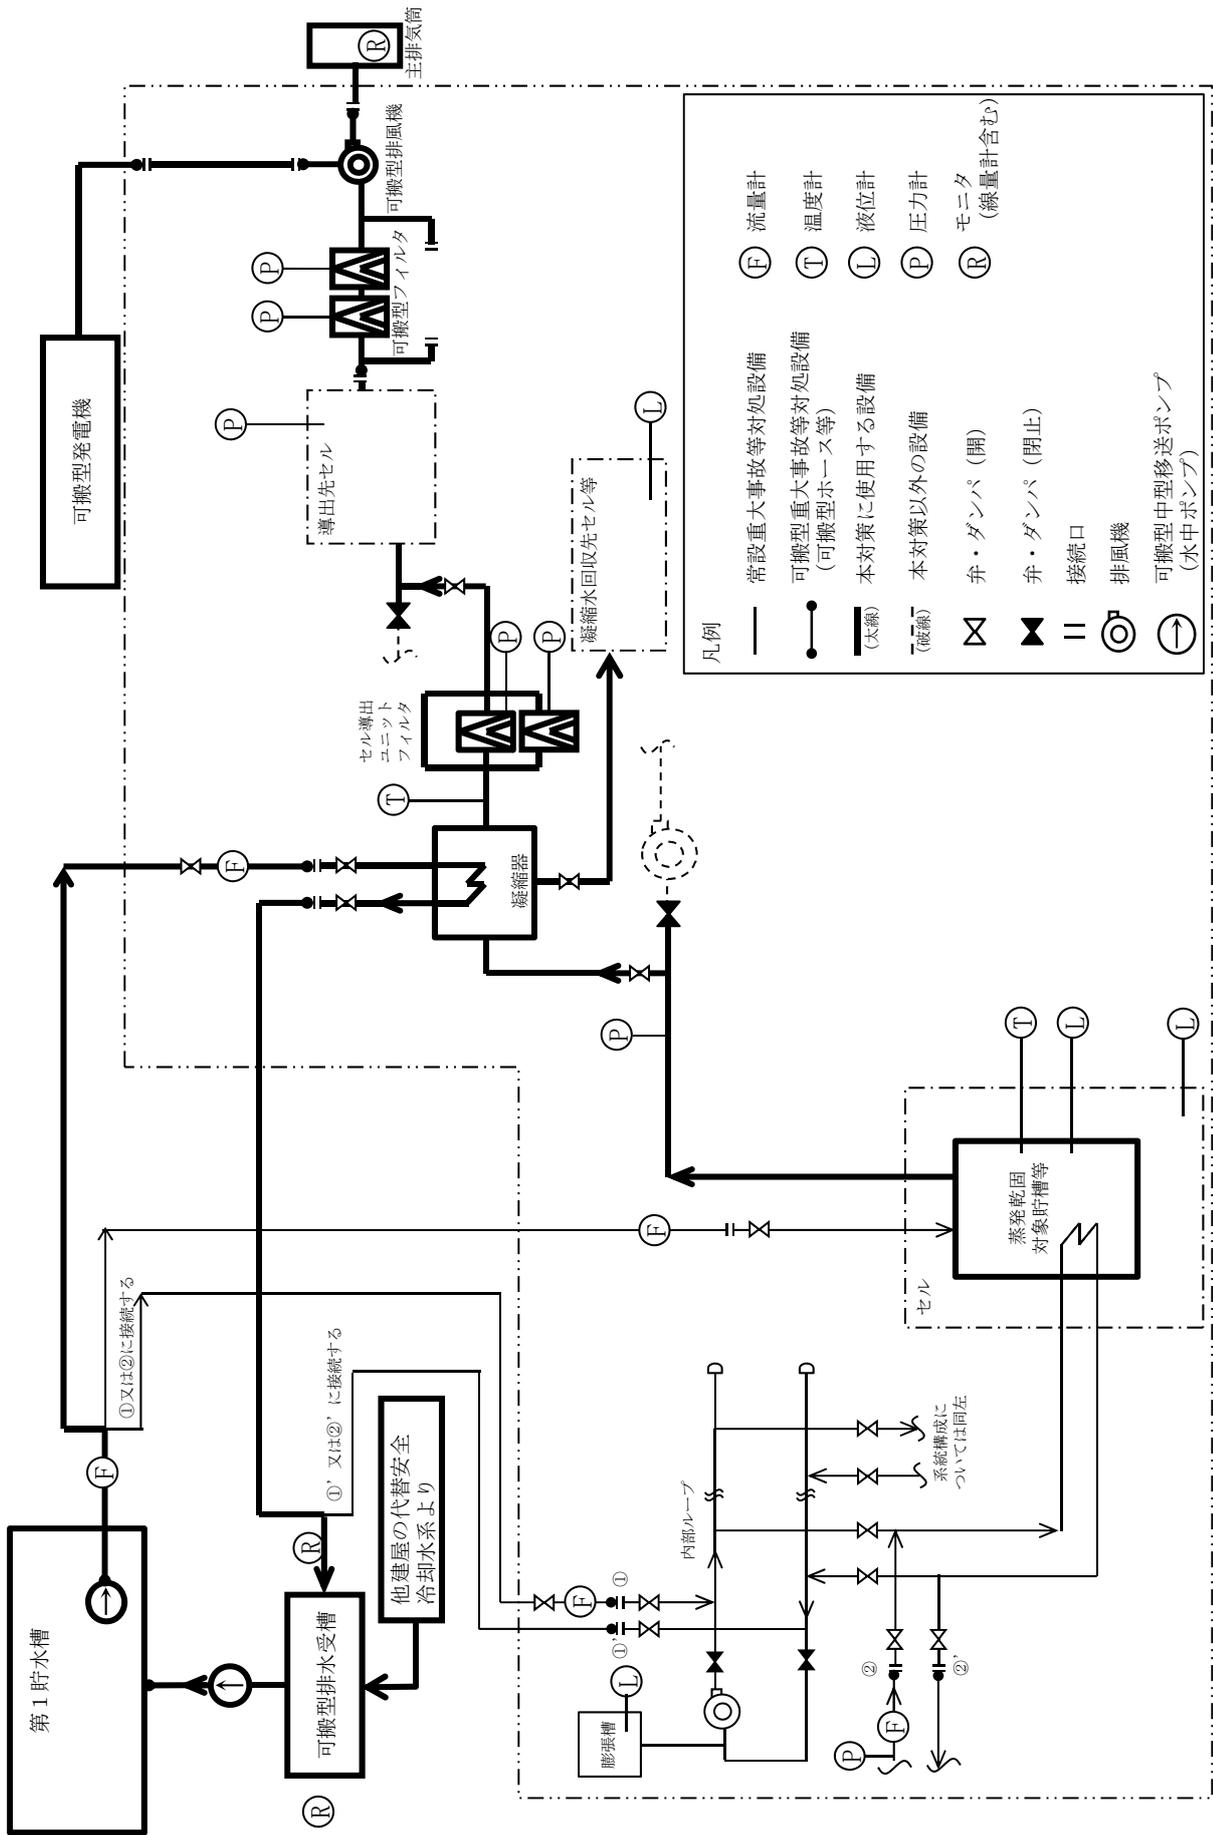 第１貯水槽
F
①又は②に接続する
可搬型排水受槽
R
R
①’又は②’に接続する
他建屋の代替安全
冷却水系より
可搬型発電機
F
P
P
P
R
主排気筒
可搬型排風機
可搬型フィルタ
導出先セル
セル導出
ユニット
フィルタ
T
P
P
凝縮器
凝縮水回収先セル等
L
P
F
内部ループ
F
①
①’
膨張槽
L
P
F
②
②’
系統構成に
ついては同左
セル
蒸発乾固
対象貯槽等
T
L
L
凡例
常設重大事故等対処設備
可搬型重大事故等対処設備
(可搬型ホース等)
(太線)
本対策に使用する設備
(破線)
本対策以外の設備
弁・ダンパ（開）
弁・ダンパ（閉止）
接続口
排風機
可搬型中型移送ポンプ
(水中ポンプ)
F 流量計
T 温度計
L 液位計
P 圧力計
R モニタ
(線量計含む)